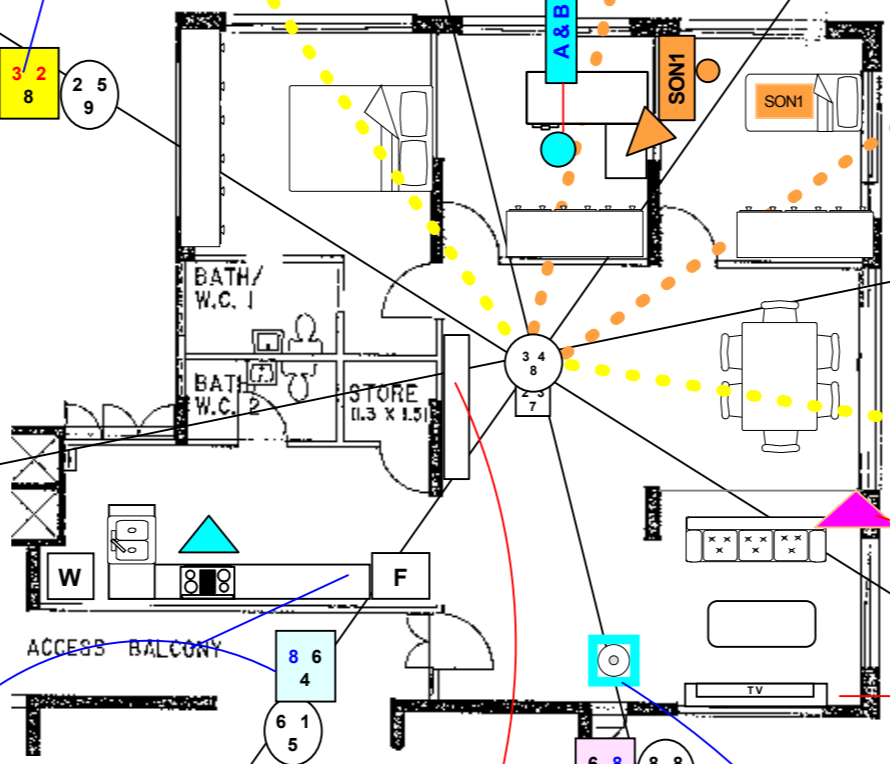 A & B
SON1
SON1
3 2
8
2 5
9
BATH/
W.C. 1
BATH
W.C. 2
STORE
(1.3 X 1.5)
3 4
8
2 3
7
W
F
ACCESS BALCONY
8 6
4
6 1
5
TV
6 8
8 8